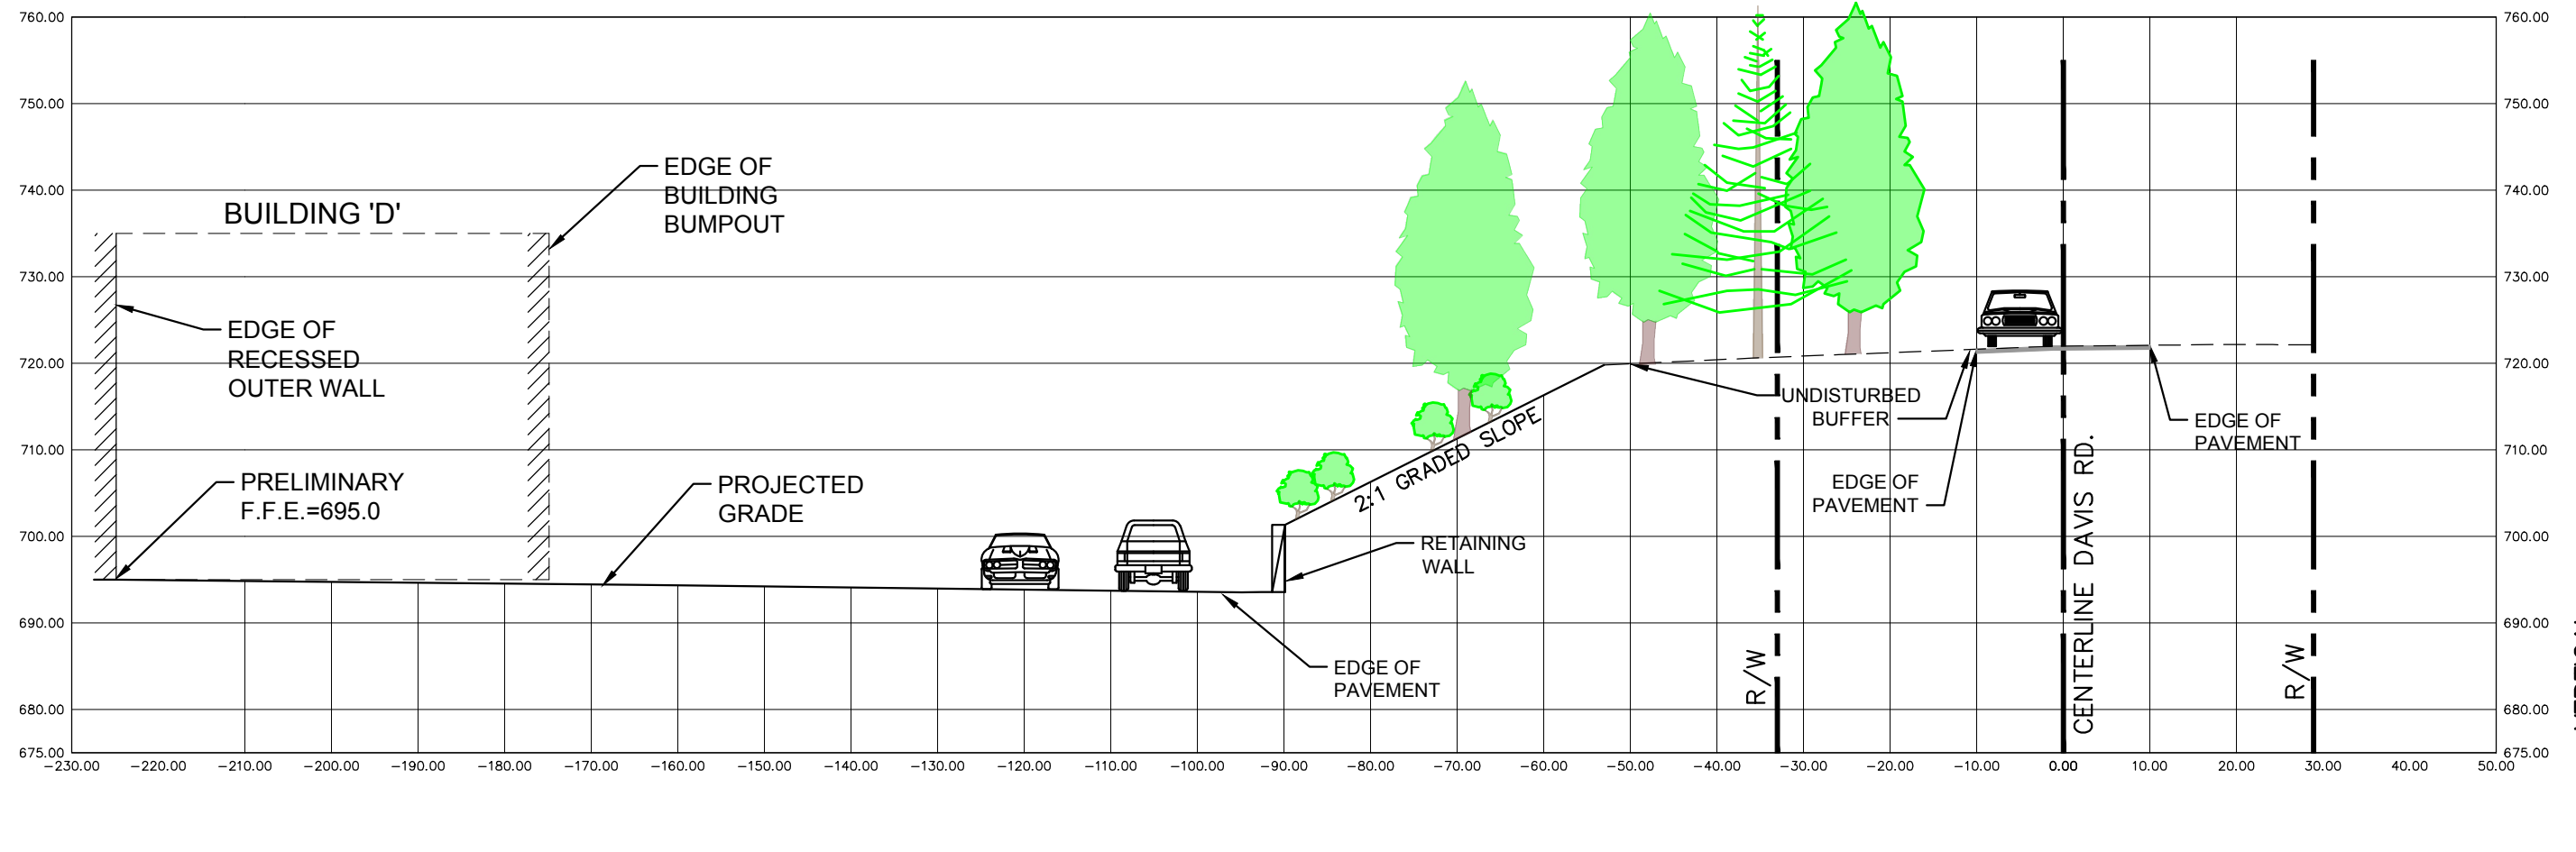 760.00
760.00
750.00
750.00
740.00
740.00
730.00
730.00
720.00
720.00
710.00
710.00
700.00
700.00
690.00
690.00
680.00
680.00
675.00
675.00
BUILDING 'D'
EDGE OF
BUILDING
BUMPOUT
EDGE OF
RECESSED
OUTER WALL
PRELIMINARY
F.F.E.=695.0
PROJECTED
GRADE
2:1 GRADED SLOPE
RETAINING
WALL
EDGE OF
PAVEMENT
UNDISTURBED
BUFFER
EDGE OF
PAVEMENT
EDGE OF
PAVEMENT
R/W
CENTERLINE DAVIS RD.
R/W
-230.00 -220.00 -210.00 -200.00 -190.00 -180.00 -170.00 -160.00 -150.00 -140.00 -130.00 -120.00 -110.00 -100.00 -90.00 -80.00 -70.00 -60.00 -50.00 -40.00 -30.00 -20.00 -10.00 0.00 10.00 20.00 30.00 40.00 50.00